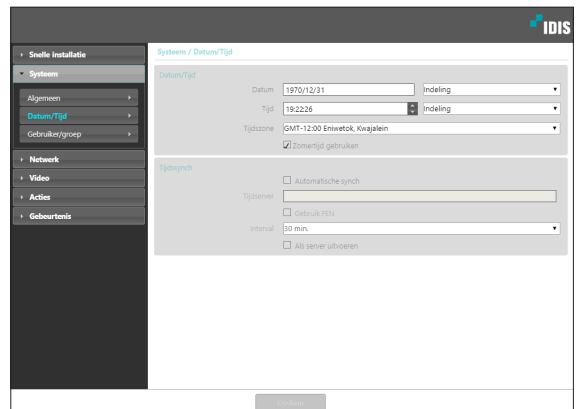 IDIS
Snelle installatie
Systeem
Algemeen
Datum/Tijd
Gebruiker/groep
Netwerk
Video
Acties
Gebeurtenis
Systeem / Datum/Tijd
Datum/Tijd
Datum 1970/12/31 Indeling
Tijd 19:22:26 Indeling
Tijdszone GMT-12:00 Eniwetok, Kwajalein
Zomertijd gebruiken
Tijdsynch
Automatische synch
Tijdserver
Gebruik FEN
Interval 30 min.
Als server uitvoeren